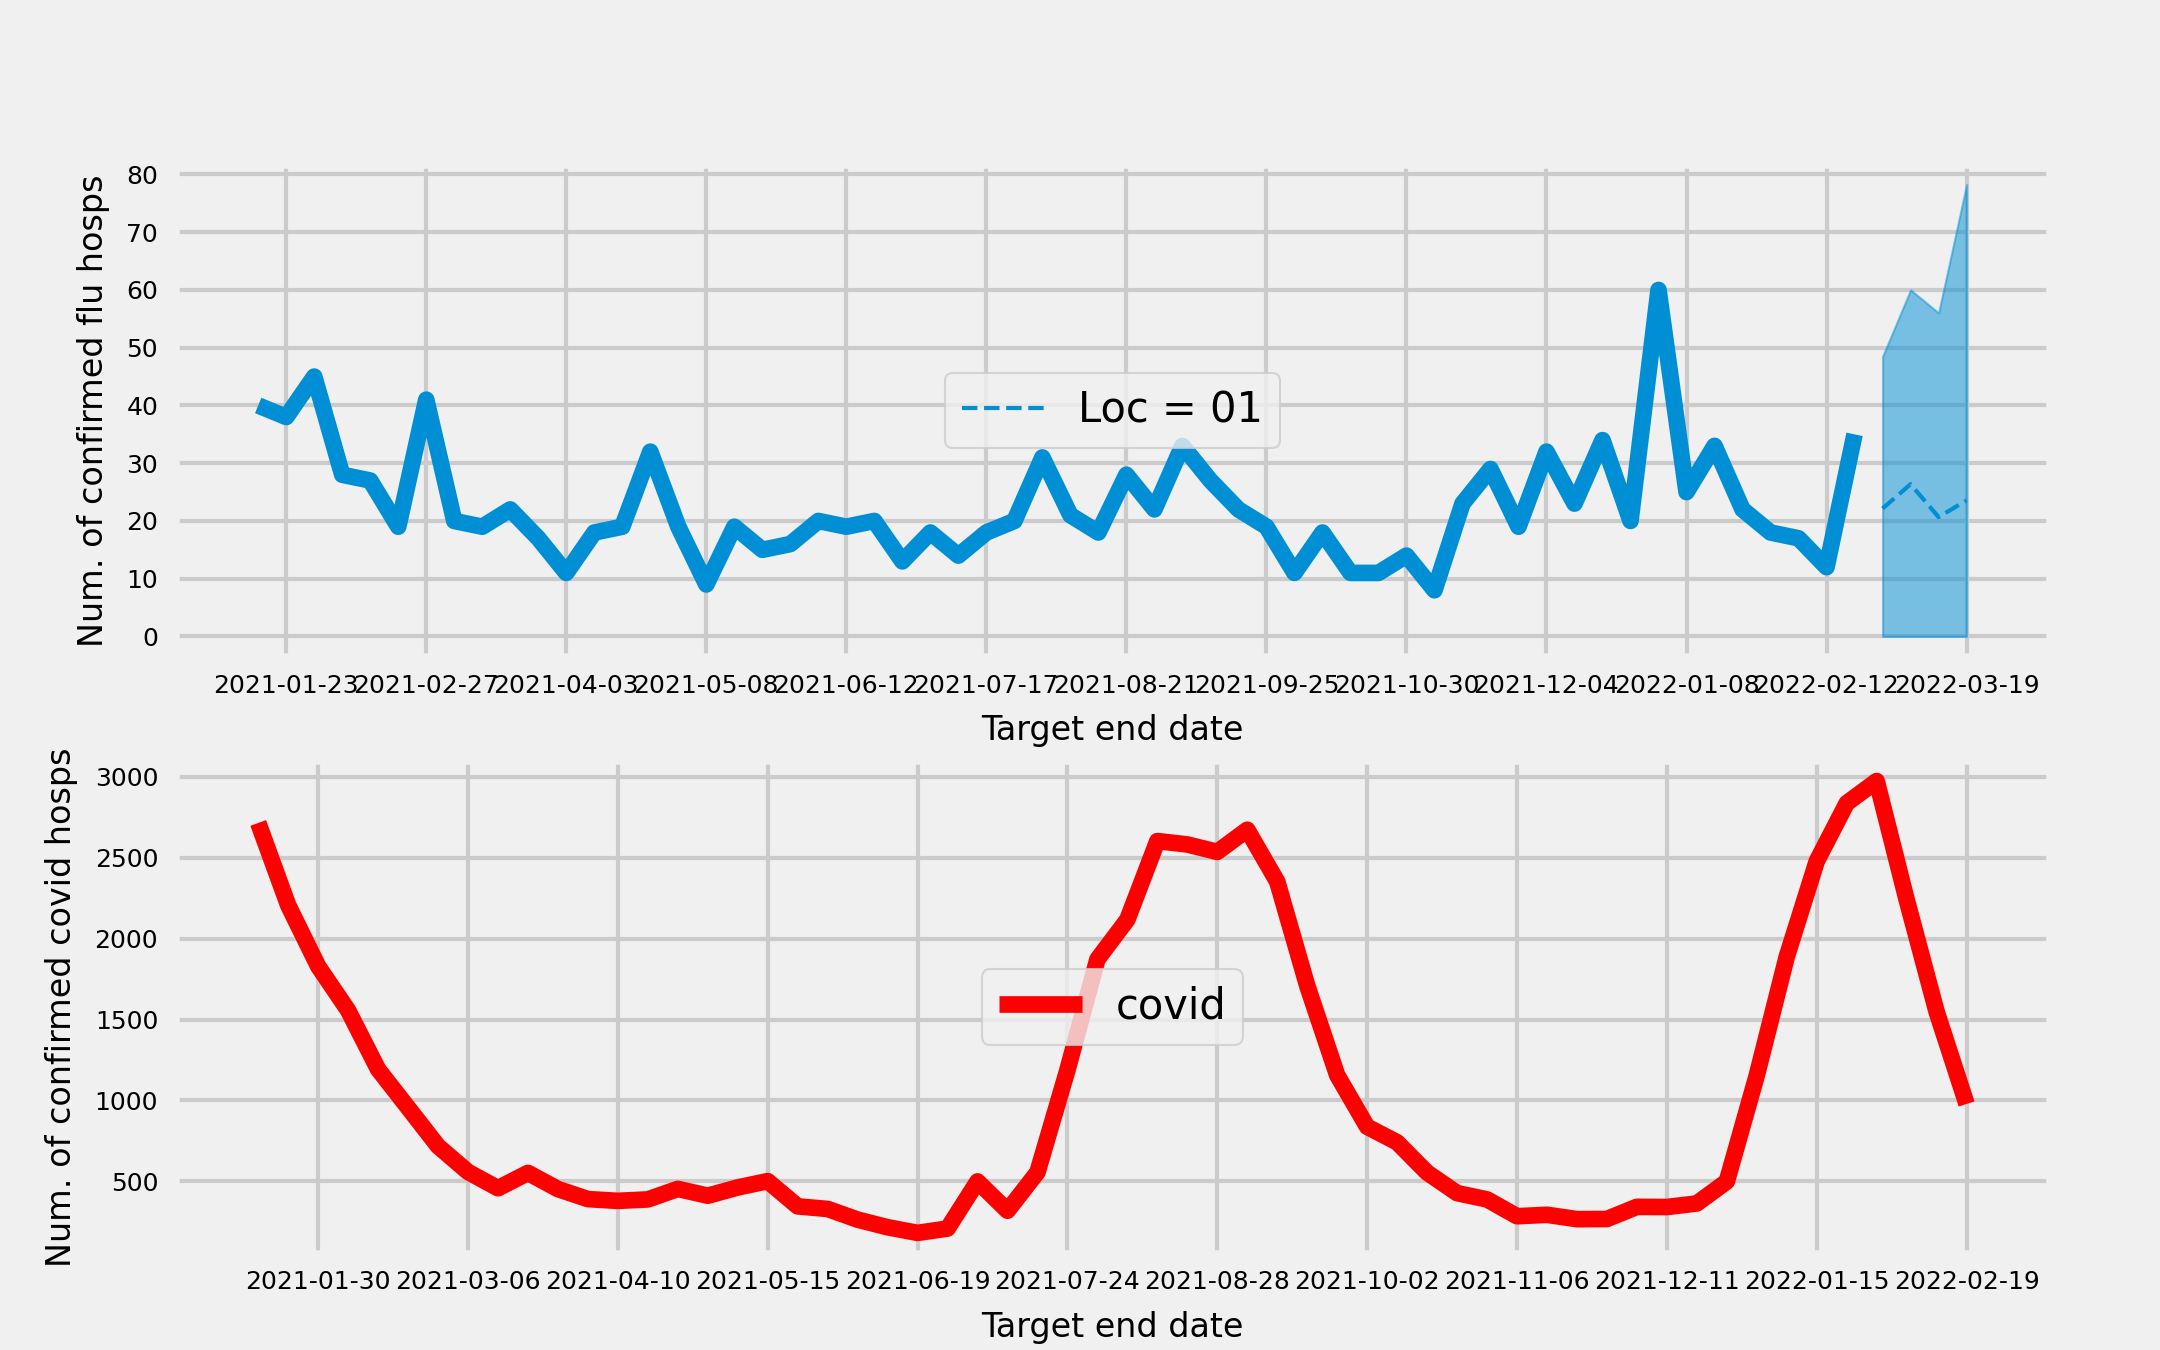 Num. of confirmed flu hosps
80
70
60
50
40
30
20
10
0
Loc = 01
2021-01-23 2021-02-27 2021-04-03 2021-05-08 2021-06-12 2021-07-17 2021-08-21 2021-09-25 2021-10-30 2021-12-04 2022-01-08 2022-02-12 2022-03-19
Target end date
Num. of confirmed covid hosps
3000
2500
2000
1500
1000
500
covid
2021-01-30 2021-03-06 2021-04-10 2021-05-15 2021-06-19 2021-07-24 2021-08-28 2021-10-02 2021-11-06 2021-12-11 2022-01-15 2022-02-19
Target end date